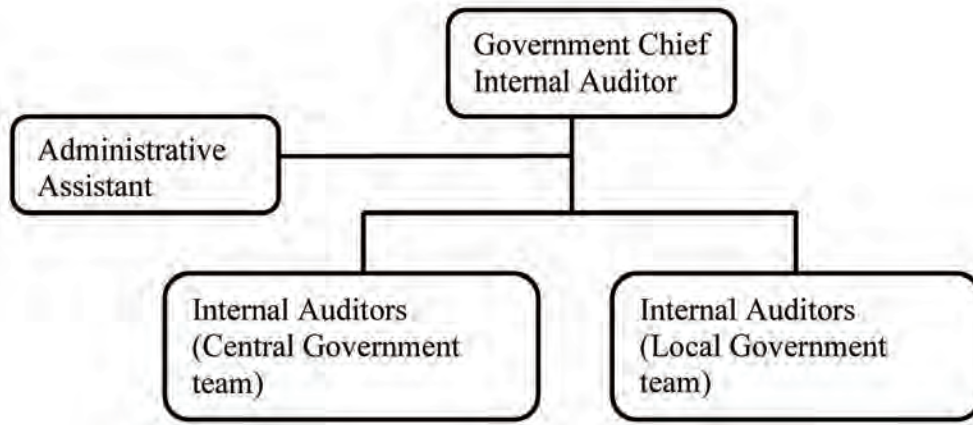 Government Chief
Internal Auditor
Administrative
Assistant
Internal Auditors
(Central Government
team)
Internal Auditors
(Local Government
team)